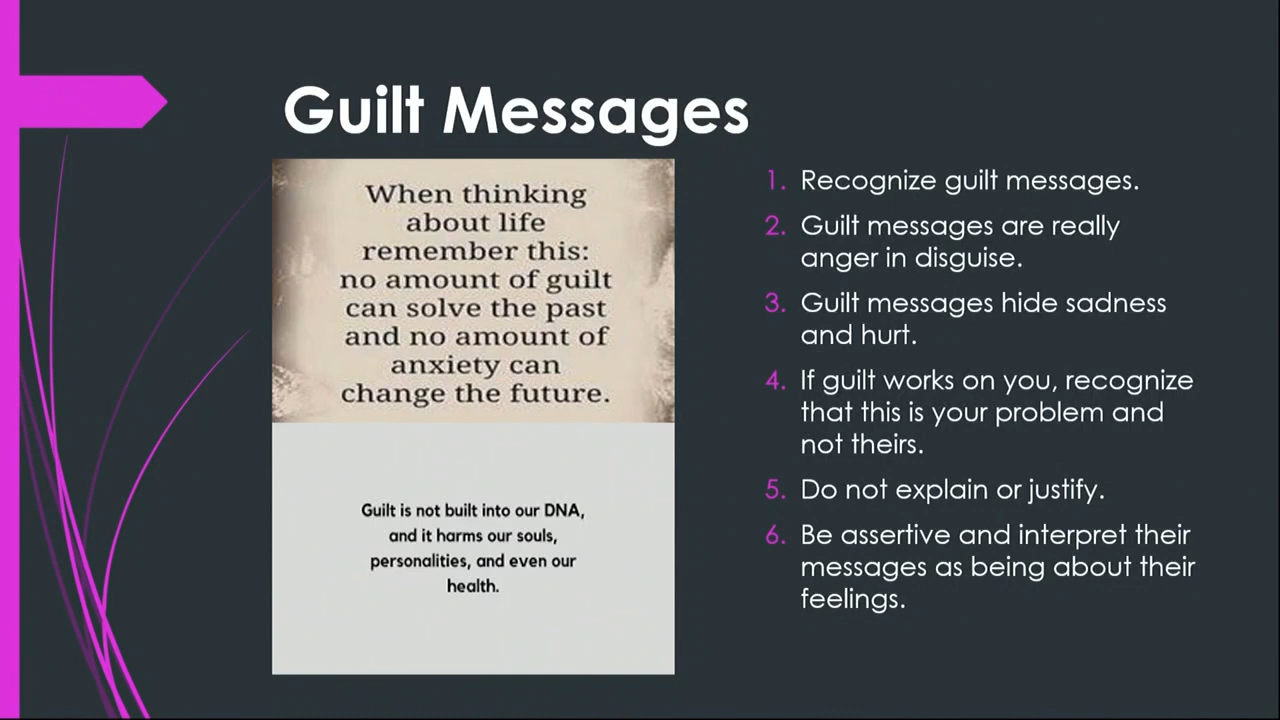 Guilt Messages
When thinking
about life
remember this:
no amount of guilt
can solve the past
and no amount of
anxiety can
change the future.
Guilt is not built into our DNA,
and it harms our souls,
personalities, and even our
health.
1. Recognize guilt messages.
2. Guilt messages are really
anger in disguise.
3. Guilt messages hide sadness
and hurt.
4. If guilt works on you, recognize
that this is your problem and
not theirs.
5. Do not explain or justify.
6. Be assertive and interpret their
messages as being about their
feelings.